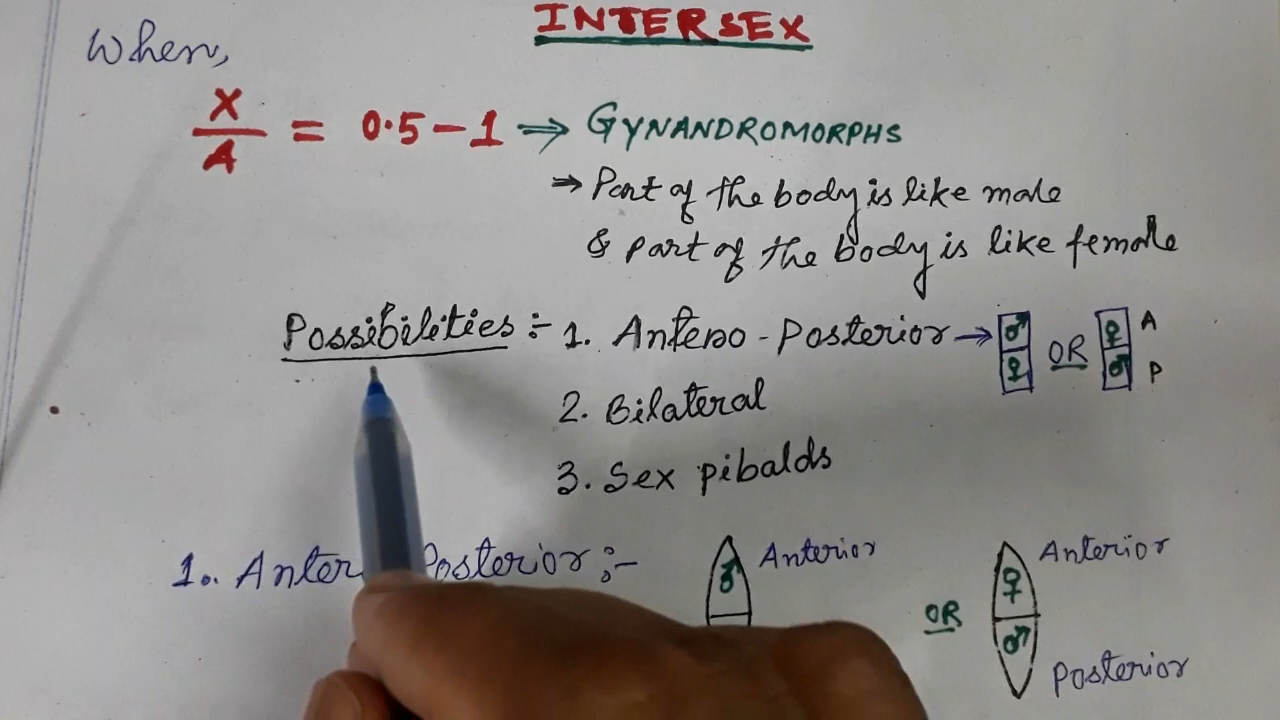 INTERSEX
When,
X/A = 0.5-1 ⇒ GYNANDROMORPHS
⇒ Part of the body is like male
& part of the body is like female
Possibilities :- 1. Antero - Posterior → ♂ ♀ OR ♀ ♂ A P
2. Bilateral
3. Sex pibalds
1. Anter Posterior :-
♂ Anterior OR ♀ ♂ Anterior
Posterior